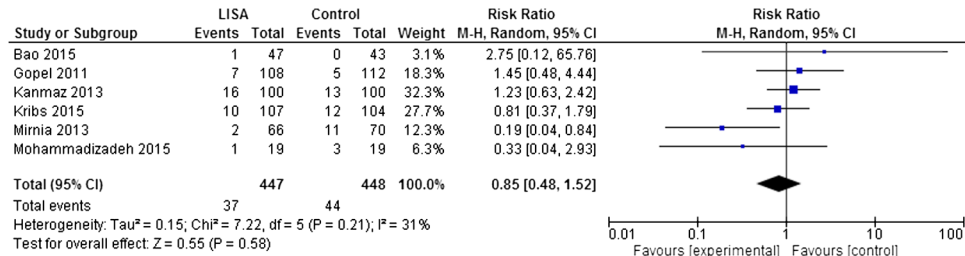 LISA Control Risk Ratio Risk Ratio
Study or Subgroup Events Total Events Total Weight M-H, Random, 95% CI M-H, Random, 95% CI
Bao 2015 1 47 0 43 3.1% 2.75 [0.12, 65.76]
Gopel 2011 7 108 5 112 18.3% 1.45 [0.48, 4.44]
Kanmaz 2013 16 100 13 100 32.3% 1.23 [0.63, 2.42]
Kribs 2015 10 107 12 104 27.7% 0.81 [0.37, 1.79]
Mirnia 2013 2 66 11 70 12.3% 0.19 [0.04, 0.84]
Mohammadizadeh 2015 1 19 3 19 6.3% 0.33 [0.04, 2.93]
Total (95% CI) 447 448 100.0% 0.85 [0.48, 1.52]
Total events 37 44
Heterogeneity: Tau² = 0.15; Chi² = 7.22, df = 5 (P = 0.21); I² = 31%
Test for overall effect: Z = 0.55 (P = 0.58)
0.01 0.1 1 10 100
Favours [experimental] Favours [control]